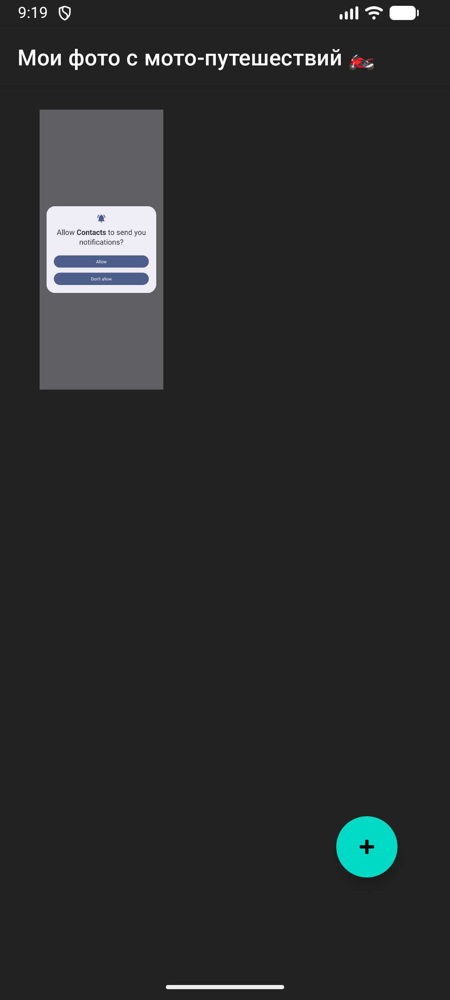 9:19
Мои фото с мото-путешествий 🏍️
Allow Contacts to send you
notifications?
Allow
Don't allow